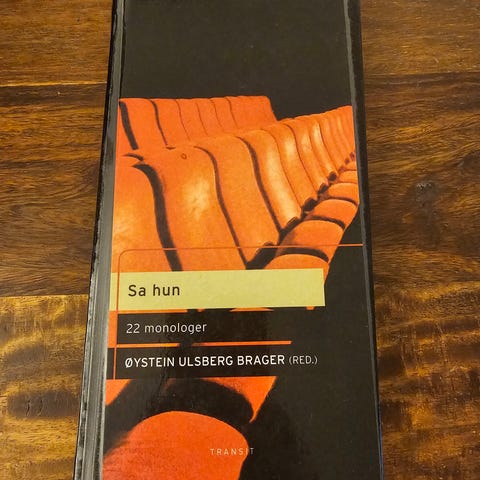 Sa hun
22 monologer
ØYSTEIN ULSBERG BRAGER (RED.)
TRANSIT